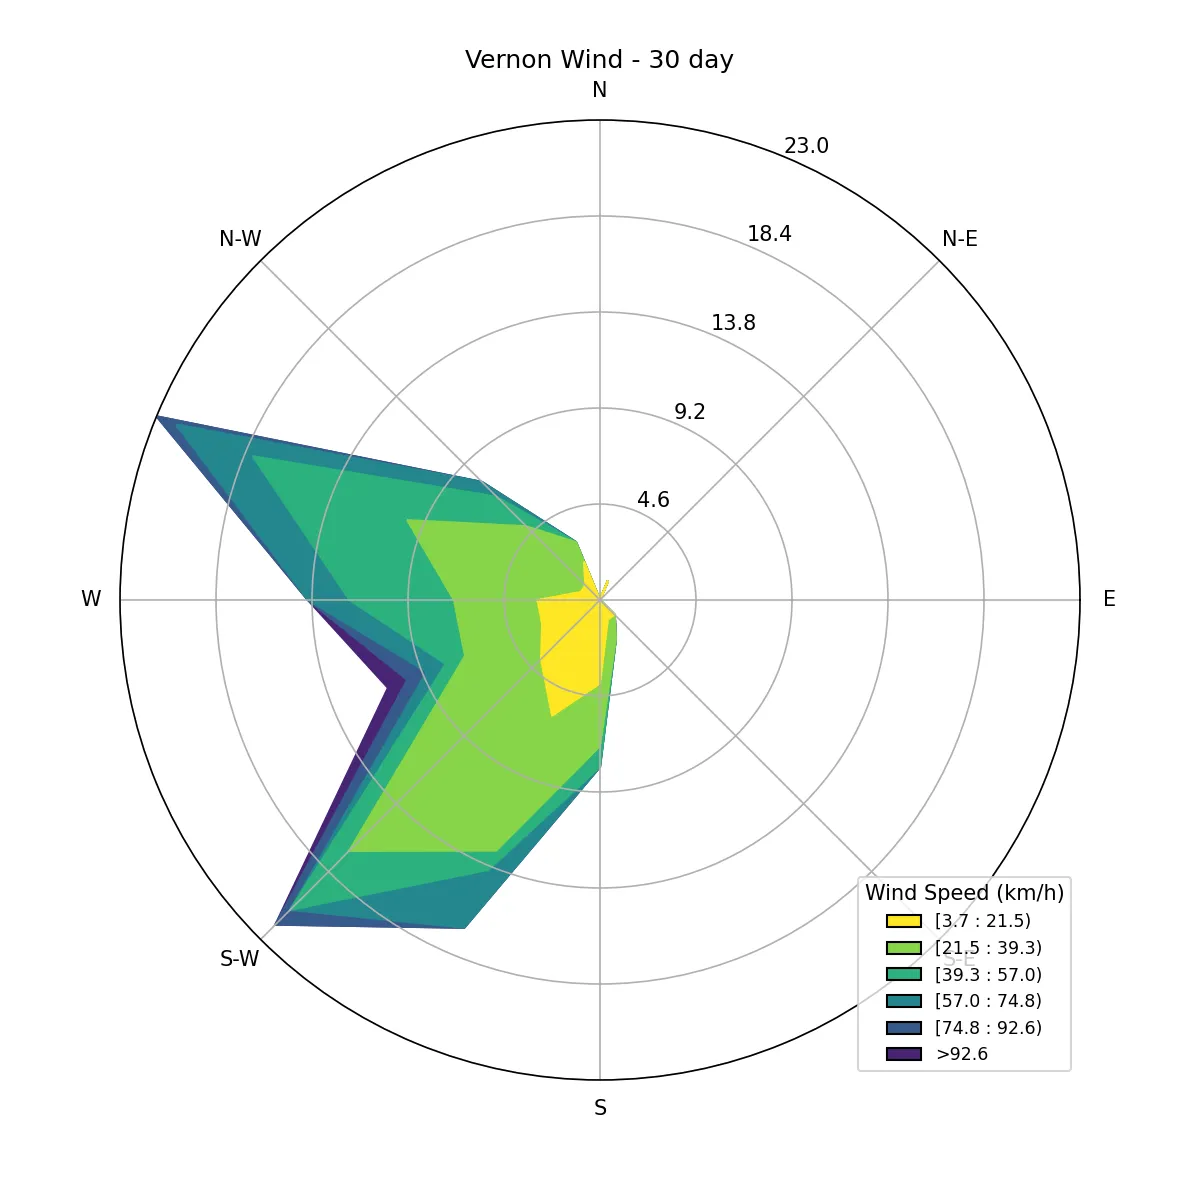 Vernon Wind - 30 day
N
23.0
N-W
18.4
N-E
13.8
9.2
4.6
W
E
S-W
S-E
S
Wind Speed (km/h)
[3.7 : 21.5)
[21.5 : 39.3)
[39.3 : 57.0)
[57.0 : 74.8)
[74.8 : 92.6)
>92.6